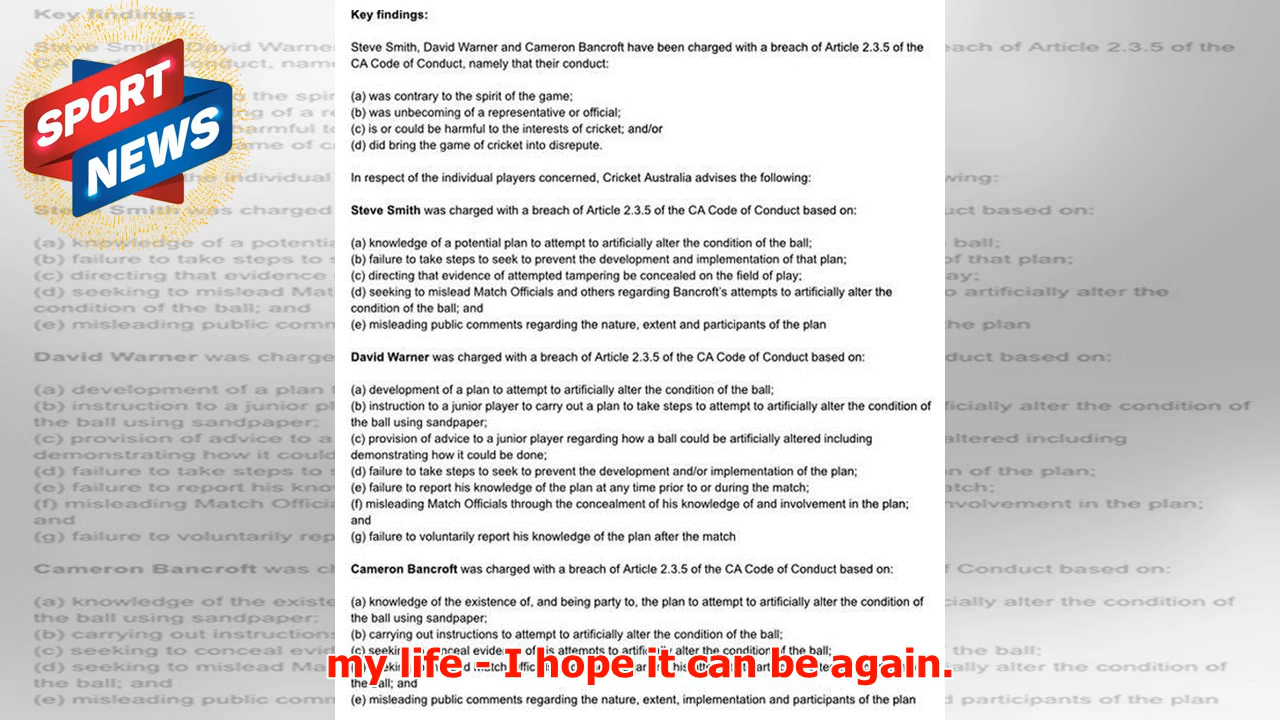 SPORT
NEWS
Key findings:
Steve Smith, David Warner and Cameron Bancroft have been charged with a breach of Article 2.3.5 of the
CA Code of Conduct, namely that their conduct:
(a) was contrary to the spirit of the game;
(b) was unbecoming of a representative or official;
(c) is or could be harmful to the interests of cricket; and/or
(d) did bring the game of cricket into disrepute.
In respect of the individual players concerned, Cricket Australia advises the following:
Steve Smith was charged with a breach of Article 2.3.5 of the CA Code of Conduct based on:
(a) knowledge of a potential plan to attempt to artificially alter the condition of the ball;
(b) failure to take steps to seek to prevent the development and implementation of that plan;
(c) directing that evidence of attempted tampering be concealed on the field of play;
(d) seeking to mislead Match Officials and others regarding Bancroft's attempts to artificially alter the
condition of the ball; and
(e) misleading public comments regarding the nature, extent and participants of the plan
David Warner was charged with a breach of Article 2.3.5 of the CA Code of Conduct based on:
(a) development of a plan to attempt to artificially alter the condition of the ball;
(b) instruction to a junior player to carry out a plan to take steps to attempt to artificially alter the condition of
the ball using sandpaper;
(c) provision of advice to a junior player regarding how a ball could be artificially altered including
demonstrating how it could be done;
(d) failure to take steps to seek to prevent the development and/or implementation of the plan;
(e) failure to report his knowledge of the plan at any time prior to or during the match;
(f) misleading Match Officials through the concealment of his knowledge of and involvement in the plan;
and
(g) failure to voluntarily report his knowledge of the plan after the match
Cameron Bancroft was charged with a breach of Article 2.3.5 of the CA Code of Conduct based on:
(a) knowledge of the existence of, and being party to, the plan to attempt to artificially alter the condition of
the ball using sandpaper;
(b) carrying out instructions to attempt to artificially alter the condition of the ball;
(c) attempts to the ball;
my life - I hope it can be again.
the ball; and
(e) misleading public comments regarding the nature, extent, implementation and participants of the plan